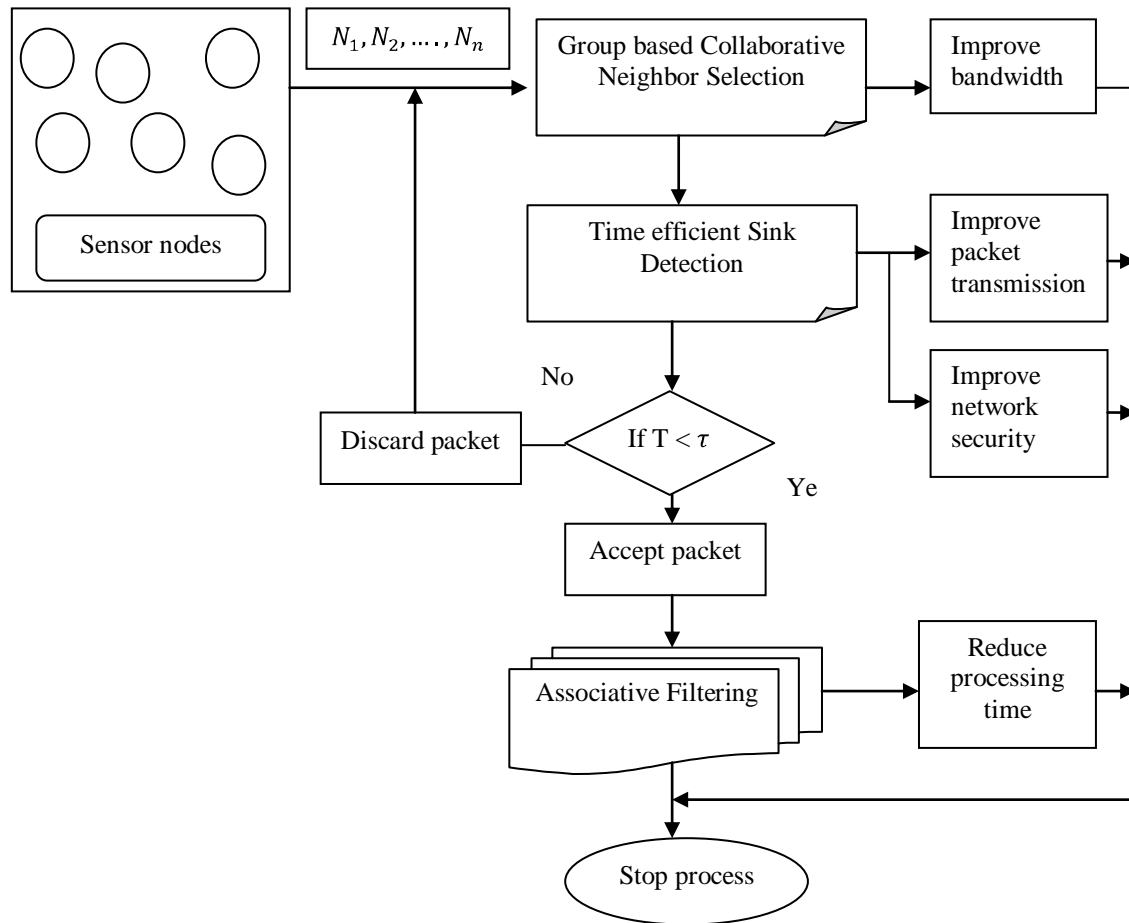 N₁, N₂, …., Nₙ
Group based Collaborative
Neighbor Selection
Improve
bandwidth
Sensor nodes
Time efficient Sink
Detection
Improve
packet
transmission
Improve
network
security
No
Discard packet
If T < τ
Ye
Accept packet
Associative Filtering
Reduce
processing
time
Stop process